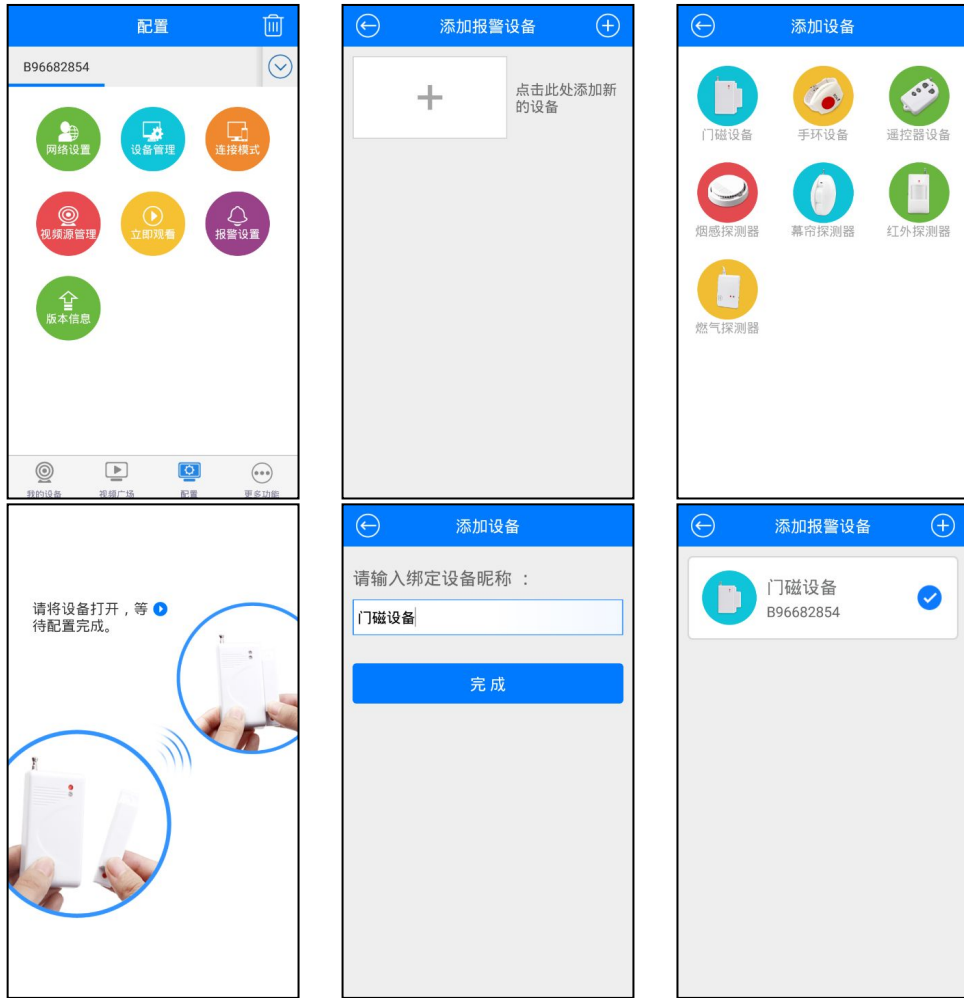 配置
B96682854
网络设置
设备管理
连接模式
视频源管理
立即观看
报警设置
版本信息
我的设备
视频广场
配置
更多功能
添加报警设备
点击此处添加新
的设备
添加设备
门磁设备
手环设备
遥控器设备
烟感探测器
幕帘探测器
红外探测器
燃气探测器
请将设备打开，等
待配置完成。
添加设备
请输入绑定设备昵称 ：
门磁设备
完 成
添加报警设备
门磁设备
B96682854